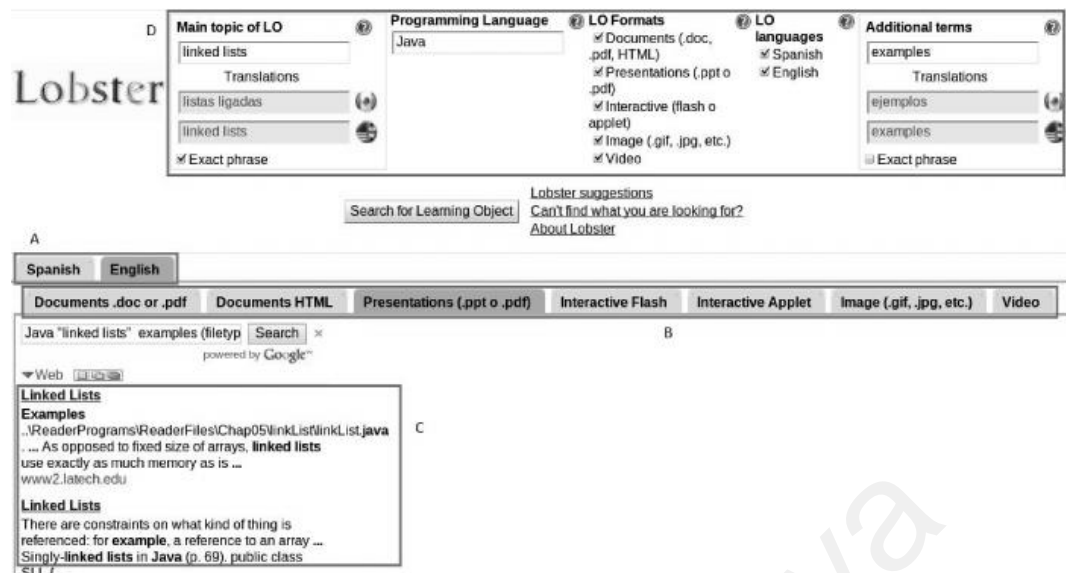 D
Lobster
Main topic of LO
linked lists
Translations
listas ligadas
linked lists
Exact phrase
Programming Language
Java
LO Formats
Documents (.doc,
.pdf, HTML)
Presentations (.ppt o
.pdf)
Interactive (flash o
applet)
Image (.gif, .jpg, etc.)
Video
LO
languages
Spanish
English
Additional terms
examples
Translations
ejemplos
examples
Exact phrase
Search for Learning Object
Lobster suggestions
Can't find what you are looking for?
About Lobster
A
Spanish English
Documents .doc or .pdf Documents HTML Presentations (.ppt o .pdf) Interactive Flash Interactive Applet Image (.gif, .jpg, etc.) Video
Java "linked lists" examples (filetyp Search ×
B
powered by Google™
Web
Linked Lists
Examples
..\ReaderPrograms\ReaderFiles\Chap05\linkList\linkList.java
. ... As opposed to fixed size of arrays, linked lists
use exactly as much memory as is ...
www2.latech.edu
C
Linked Lists
There are constraints on what kind of thing is
referenced: for example, a reference to an array ...
Singly-linked lists in Java (p. 69). public class